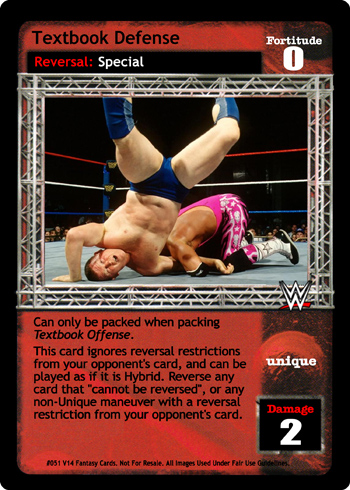 Textbook Defense
Fortitude
0
Reversal: Special
W
Can only be packed when packing
Textbook Offense.
This card ignores reversal restrictions
from your opponent's card, and can be
played as if it is Hybrid. Reverse any
card that "cannot be reversed", or any
non-Unique maneuver with a reversal
restriction from your opponent's card.
unique
Damage
2
#051 V14 Fantasy Cards. Not For Resale. All Images Used Under Fair Use Guidelines.